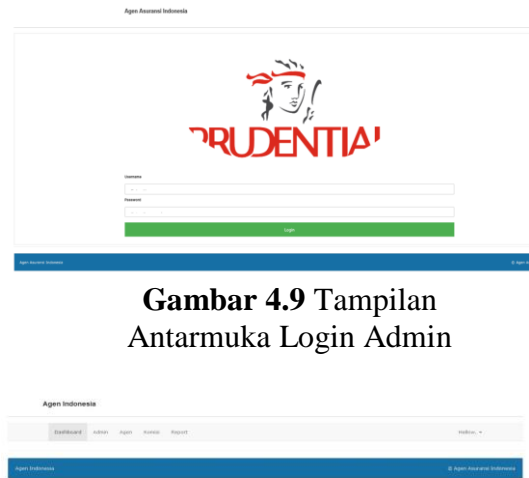 Agen Asuransi Indonesia
PRUDENTIAL
Username
Password
Login
Agen Asuransi Indonesia
Gambar 4.9 Tampilan
Antarmuka Login Admin
Agen Indonesia
Dashboard Admin Agen Komisi Report
Agen Indonesia @ Agen Asuransi Indonesia